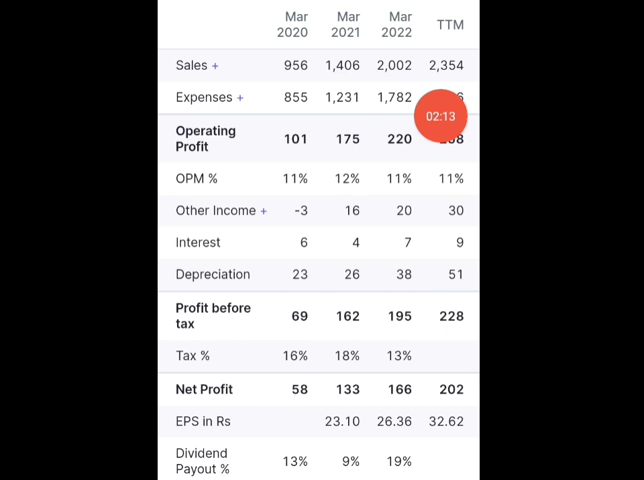 Mar 2020 Mar 2021 Mar 2022 TTM
Sales + 956 1,406 2,002 2,354
Expenses + 855 1,231 1,782
02:13
Operating Profit 101 175 220
OPM % 11% 12% 11% 11%
Other Income + -3 16 20 30
Interest 6 4 7 9
Depreciation 23 26 38 51
Profit before tax 69 162 195 228
Tax % 16% 18% 13%
Net Profit 58 133 166 202
EPS in Rs 23.10 26.36 32.62
Dividend Payout % 13% 9% 19%